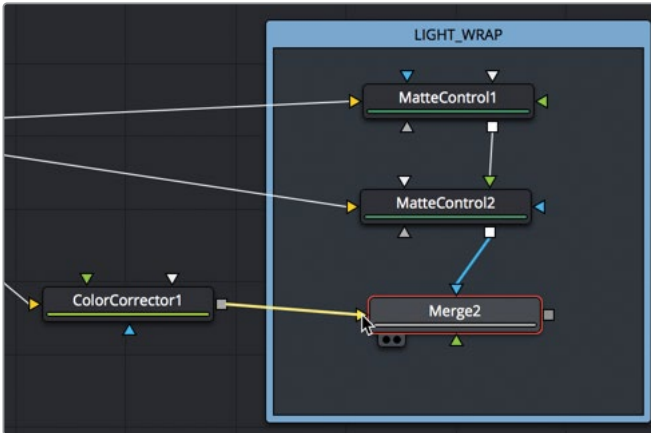 LIGHT_WRAP
MatteControl1
MatteControl2
ColorCorrector1
Merge2